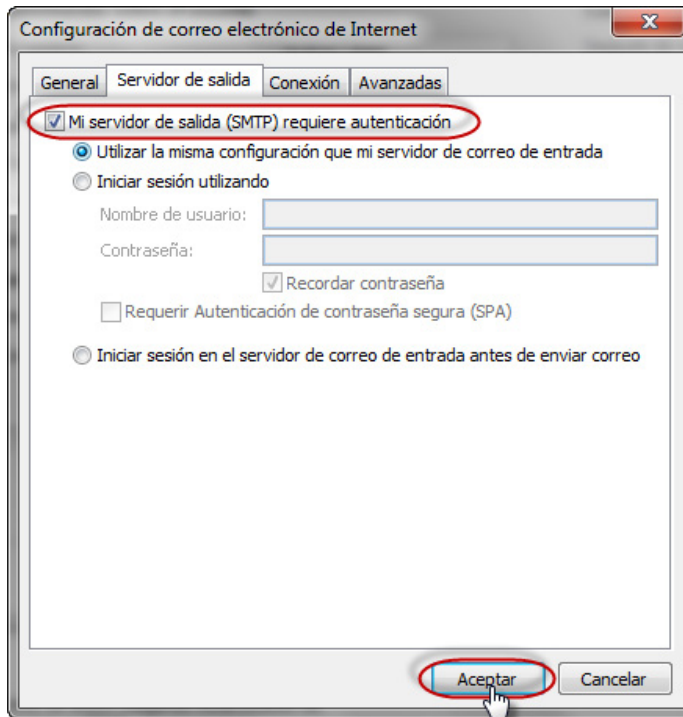 Configuración de correo electrónico de Internet
General Servidor de salida Conexión Avanzadas
Mi servidor de salida (SMTP) requiere autenticación
Utilizar la misma configuración que mi servidor de correo de entrada
Iniciar sesión utilizando
Nombre de usuario:
Contraseña:
Recordar contraseña
Requerir Autenticación de contraseña segura (SPA)
Iniciar sesión en el servidor de correo de entrada antes de enviar correo
Aceptar Cancelar